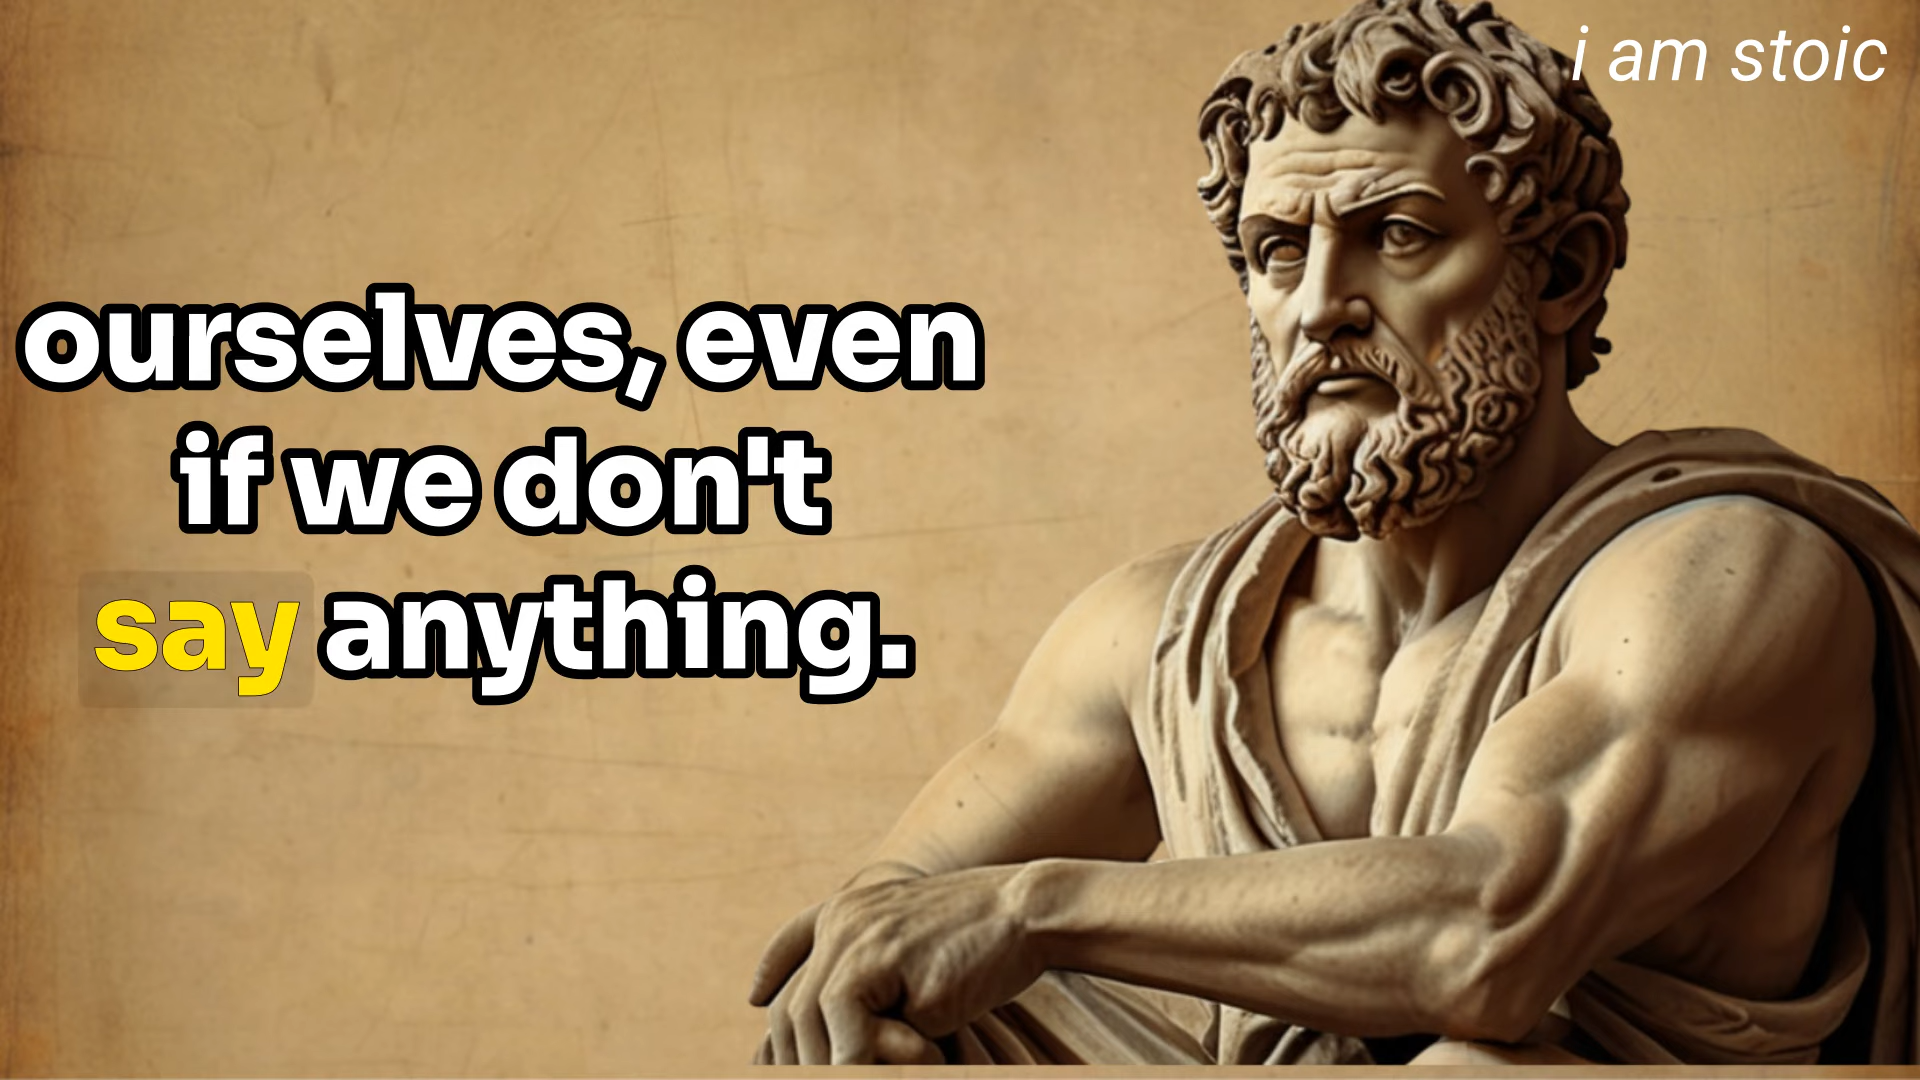 i am stoic
ourselves, even
if we don't
say anything.